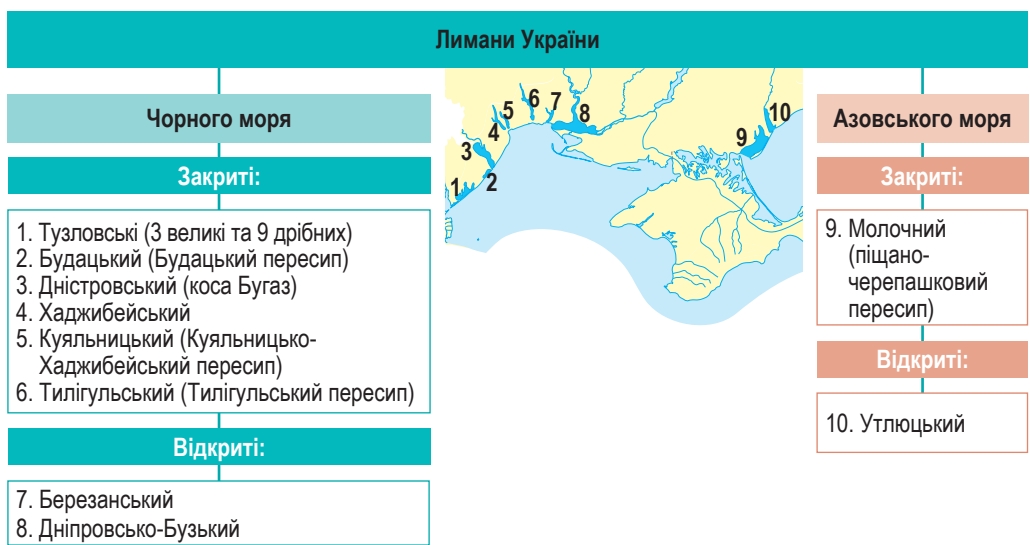 Лимани України
Чорного моря
Закриті:
1. Тузловські (3 великі та 9 дрібних)
2. Будацький (Будацький пересип)
3. Дністровський (коса Бугаз)
4. Хаджибейський
5. Куяльницький (Куяльницько-
Хаджибейський пересип)
6. Тилігульський (Тилігульський пересип)
Відкриті:
7. Березанський
8. Дніпровсько-Бузький
1
2
3
4
5
6
7
8
9
10
Азовського моря
Закриті:
9. Молочний
(піщано-
черепашковий
пересип)
Відкриті:
10. Утлюцький